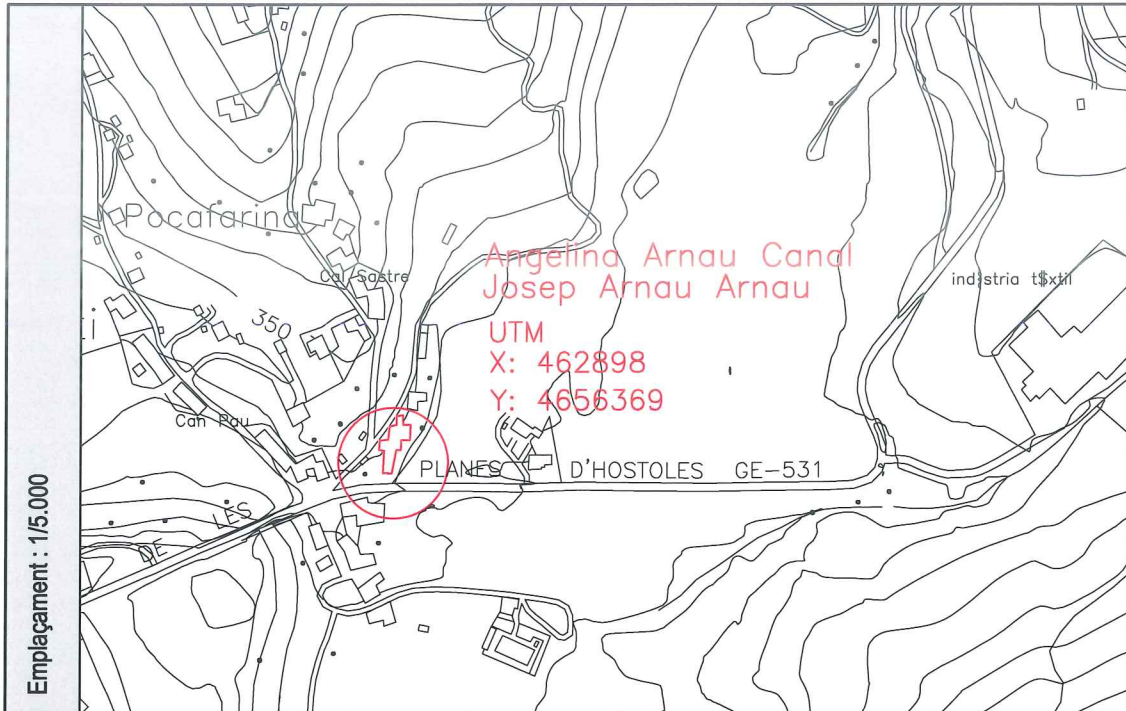 Emplaçament : 1/5.000
Pocafarina
Cal Sastre
350
Can Pau
Angelina Arnau Canal
Josep Arnau Arnau
UTM
X: 462898
Y: 4656369
ind¦stria t$xtil
DE LES PLANES D'HOSTOLES GE-531